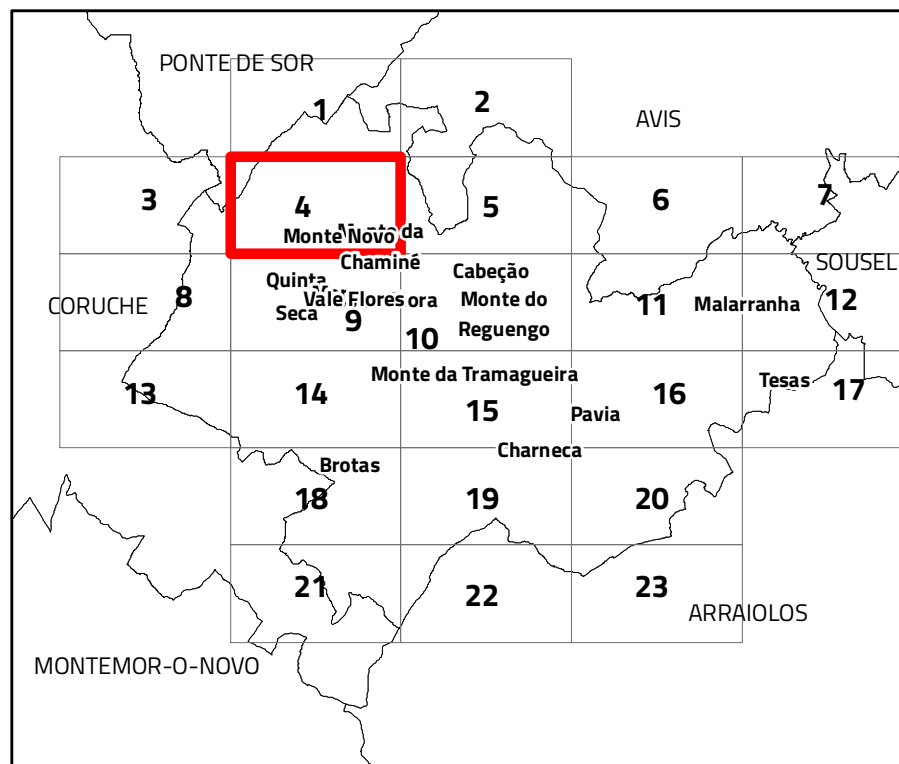 PONTE DE SOR
1
2
AVIS
3
4
5
6
7
Monte Novo
da
Chaminé
SOUSEL
CORUCHE
8
Quinta
Seca
Vale Flores
ora
9
10
Cabeção
Monte do
Reguengo
11
Malarranha
12
13
14
Monte da Tramagueira
15
Pavia
16
Tesas
17
Charneca
Brotas
18
19
20
21
22
23
ARRAIOLOS
MONTEMOR-O-NOVO